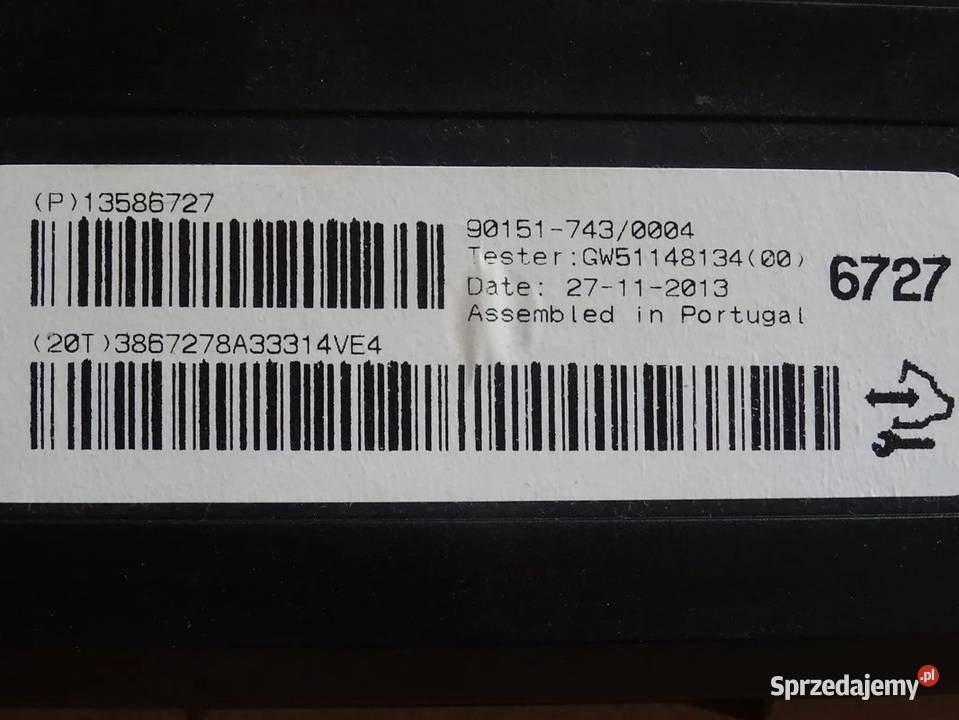 (P)13586727
90151-743/0004
Tester:GW51148134(00)
Date: 27-11-2013
Assembled in Portugal
6727
(20T)3867278A33314VE4
Sprzedajemy.pl